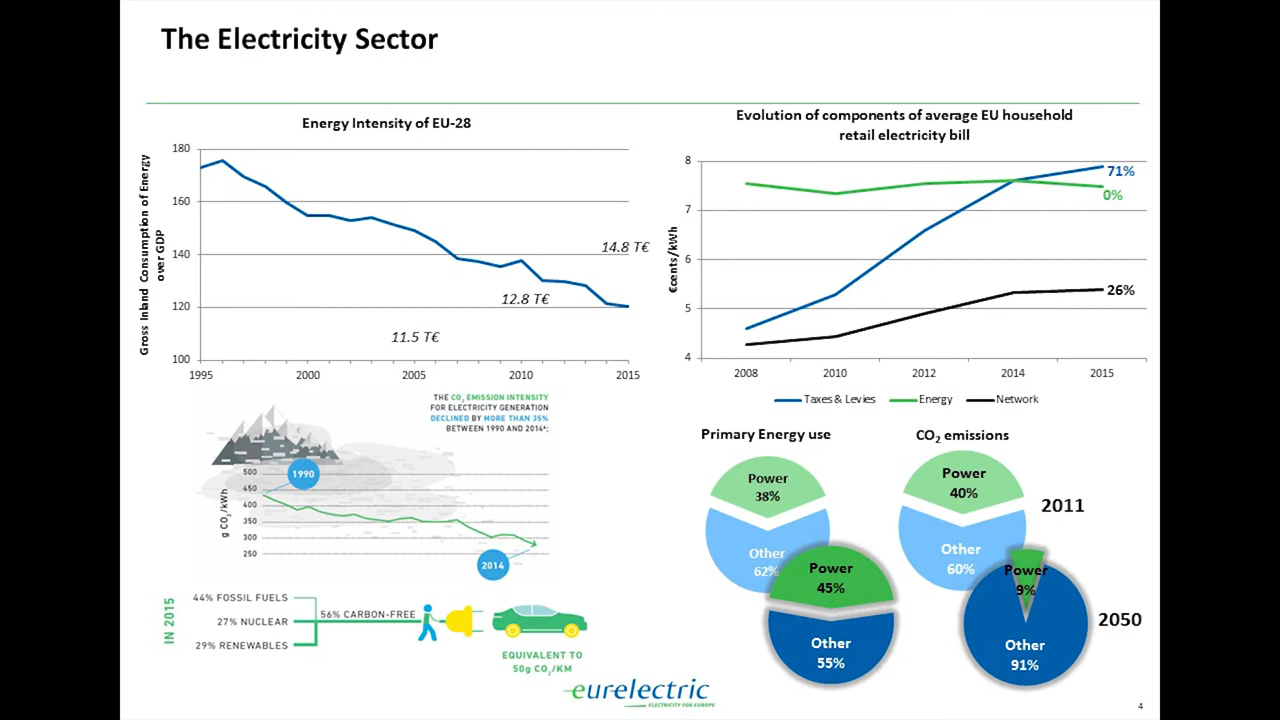 The Electricity Sector
Energy Intensity of EU-28
Gross Inland Consumption of Energy
over GDP
180
160
140
120
100
14.8 T€
12.8 T€
11.5 T€
1995
2000
2005
2010
2015
Evolution of components of average EU household
retail electricity bill
€cents/kWh
8
7
6
5
4
71%
0%
26%
2008
2010
2012
2014
2015
Taxes & Levies
Energy
Network
THE CO2 EMISSION INTENSITY
FOR ELECTRICITY GENERATION
DECLINED BY MORE THAN 35%
BETWEEN 1990 AND 2014*;
g CO2/kWh
500
450
400
350
300
250
1990
2014
IN 2015
44% FOSSIL FUELS
27% NUCLEAR
29% RENEWABLES
56% CARBON-FREE
EQUIVALENT TO
50g CO2/KM
Primary Energy use
Power
38%
Other
62%
Power
45%
Other
55%
CO2 emissions
Power
40%
Other
60%
2011
Power
9%
Other
91%
2050
eurelectric
ELECTRICITY FOR EUROPE
4